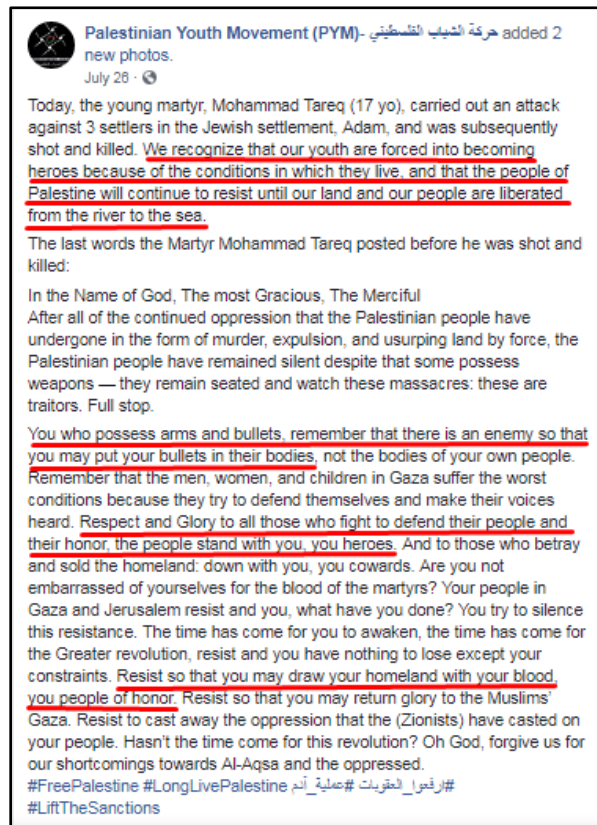 Palestinian Youth Movement (PYM)- حركة الشباب الفلسطيني added 2
new photos.
July 26 ·
Today, the young martyr, Mohammad Tareq (17 yo), carried out an attack
against 3 settlers in the Jewish settlement, Adam, and was subsequently
shot and killed. We recognize that our youth are forced into becoming
heroes because of the conditions in which they live, and that the people of
Palestine will continue to resist until our land and our people are liberated
from the river to the sea.
The last words the Martyr Mohammad Tareq posted before he was shot and
killed:
In the Name of God, The most Gracious, The Merciful
After all of the continued oppression that the Palestinian people have
undergone in the form of murder, expulsion, and usurping land by force, the
Palestinian people have remained silent despite that some possess
weapons — they remain seated and watch these massacres: these are
traitors. Full stop.
You who possess arms and bullets, remember that there is an enemy so that
you may put your bullets in their bodies, not the bodies of your own people.
Remember that the men, women, and children in Gaza suffer the worst
conditions because they try to defend themselves and make their voices
heard. Respect and Glory to all those who fight to defend their people and
their honor, the people stand with you, you heroes. And to those who betray
and sold the homeland: down with you, you cowards. Are you not
embarrassed of yourselves for the blood of the martyrs? Your people in
Gaza and Jerusalem resist and you, what have you done? You try to silence
this resistance. The time has come for you to awaken, the time has come for
the Greater revolution, resist and you have nothing to lose except your
constraints. Resist so that you may draw your homeland with your blood,
you people of honor. Resist so that you may return glory to the Muslims'
Gaza. Resist to cast away the oppression that the (Zionists) have casted on
your people. Hasn't the time come for this revolution? Oh God, forgive us for
our shortcomings towards Al-Aqsa and the oppressed.
#FreePalestine #LongLivePalestine #ارفعوا_العقوبات #عملية_آدم
#LiftTheSanctions